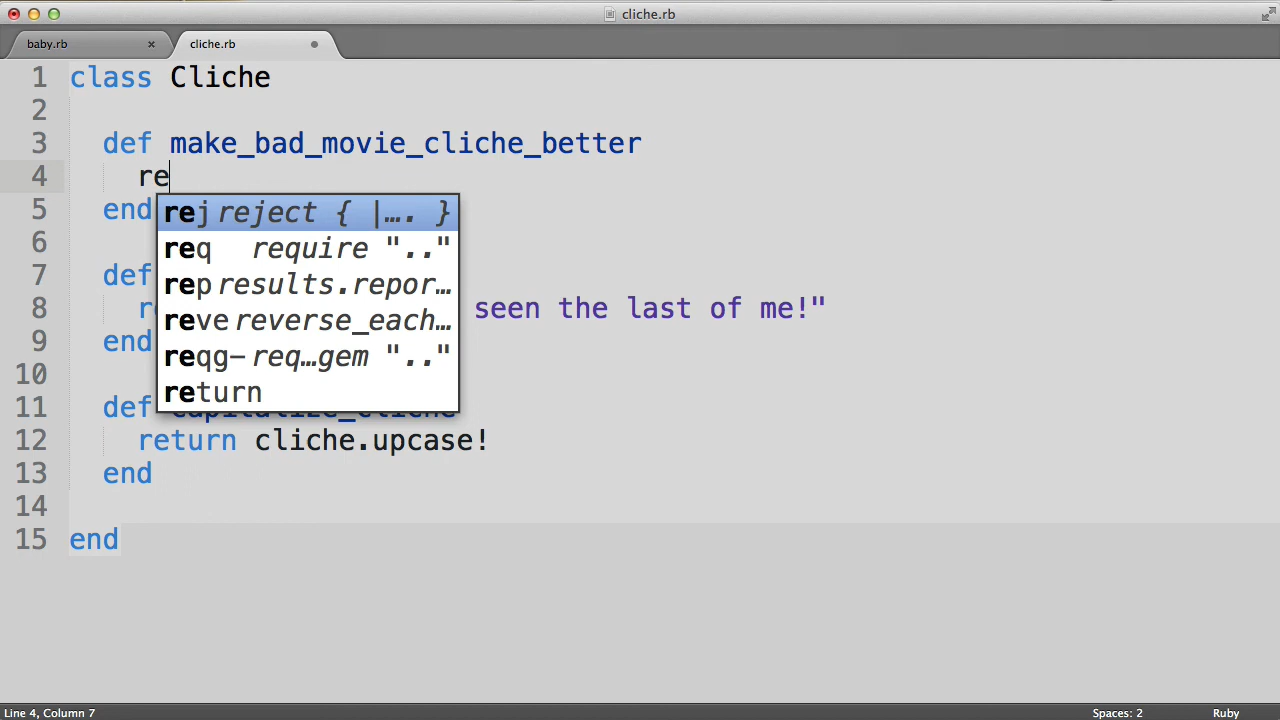 cliche.rb
baby.rb × cliche.rb
1 class Cliche
2
3 def make_bad_movie_cliche_better
4 re
rej reject { |…. }
5 end
6 req require ".."
7 def
rep results.repor…
8 seen the last of me!"
reve reverse_each…
9 end
reqg- req…gem ".."
10
return
11 def capitalize_cliche
12 return cliche.upcase!
13 end
14
15 end
Line 4, Column 7 Spaces: 2 Ruby